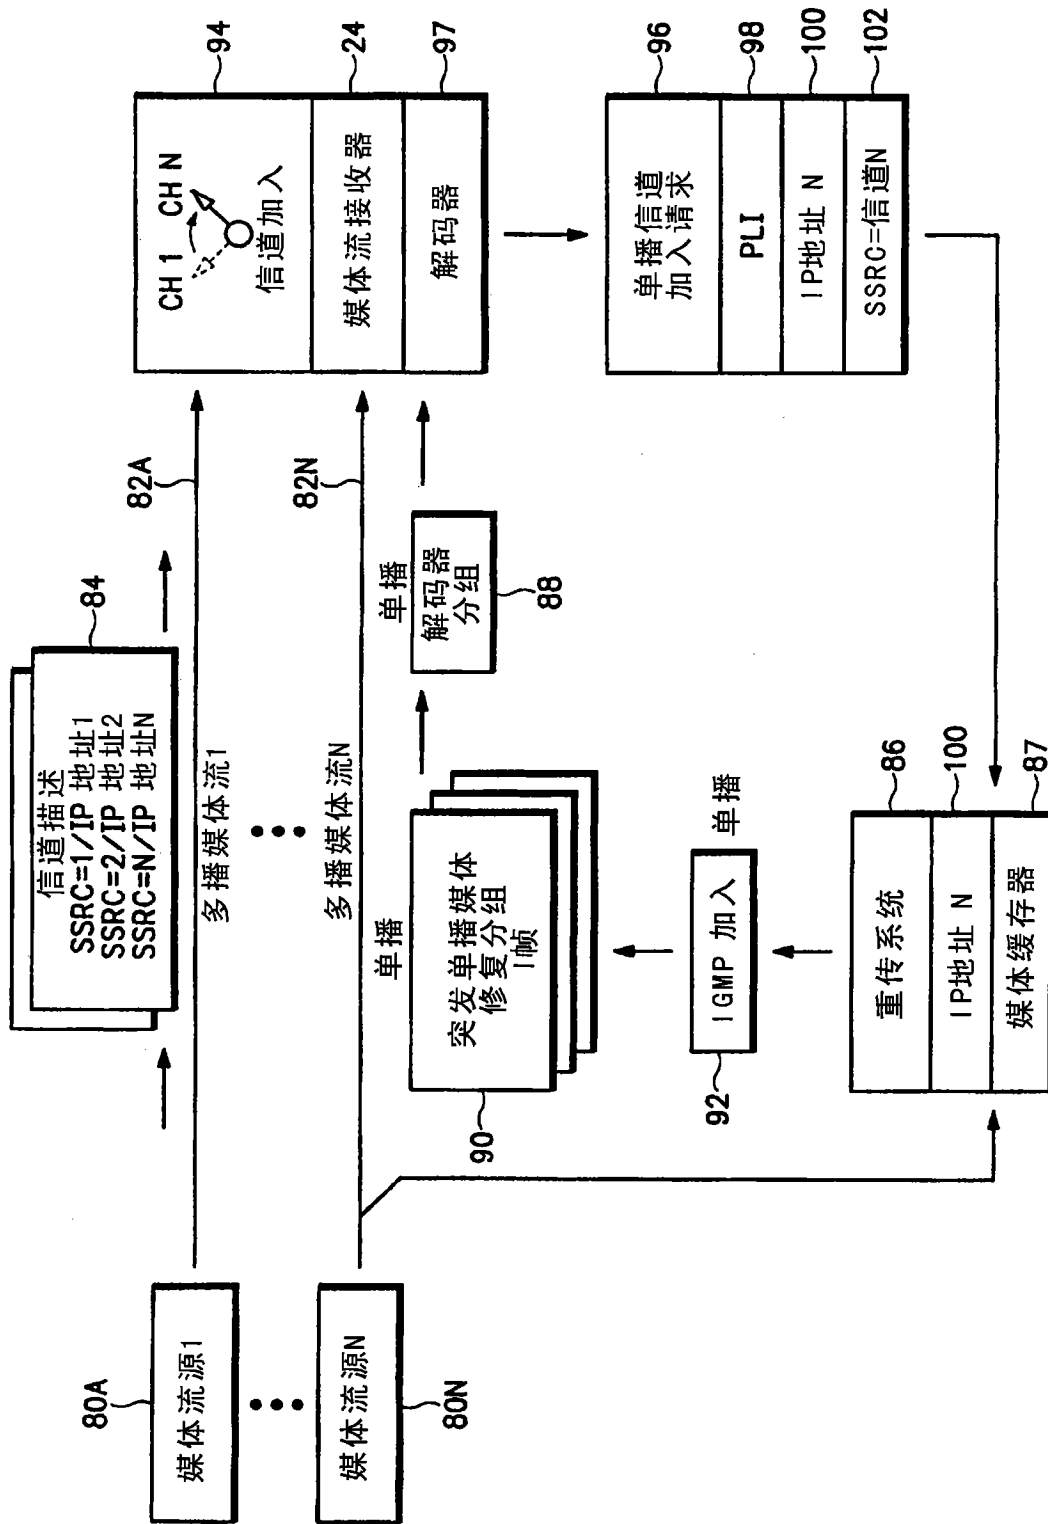 80A
媒体流源1
媒体流源N
80N
84
信道描述
SSRC=1/IP 地址1
SSRC=2/IP 地址2
SSRC=N/IP 地址N
82A
多播媒体流1
多播媒体流N
82N
94
CH 1
CH N
信道加入
24
媒体流接收器
97
解码器
单播
突发单播媒体
修复分组
I帧
90
单播
解码器
分组
88
96
单播信道
加入请求
98
PLI
100
IP地址 N
102
SSRC=信道N
92
IGMP 加入
单播
86
重传系统
100
IP地址 N
87
媒体缓存器